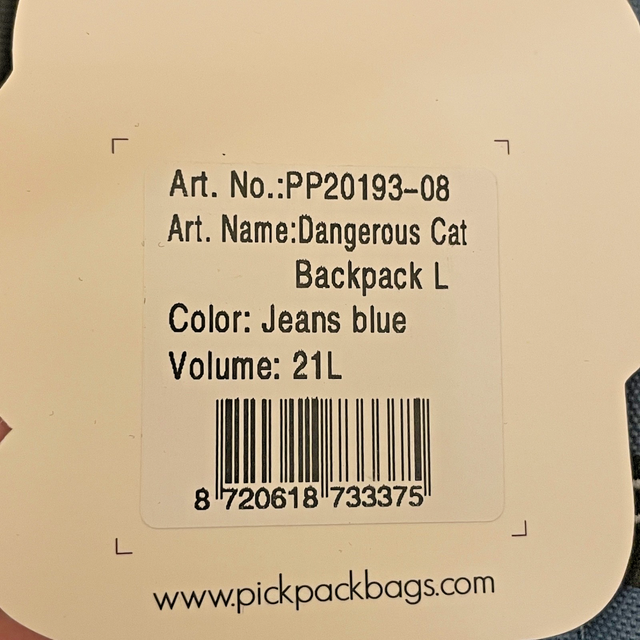 Art. No.:PP20193-08
Art. Name:Dangerous Cat
Backpack L
Color: Jeans blue
Volume: 21L
8 720618 733375
www.pickpackbags.com